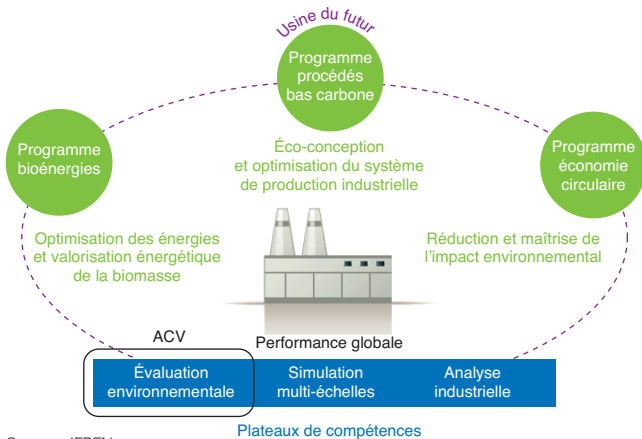 Usine du futur
Programme
procédés
bas carbone
Programme
bioénergies
Éco-conception
et optimisation du système
de production industrielle
Programme
économie
circulaire
Optimisation des énergies
et valorisation énergétique
de la biomasse
Réduction et maîtrise de
l'impact environnemental
ACV
Performance globale
Évaluation
environnementale
Simulation
multi-échelles
Analyse
industrielle
Plateaux de compétences